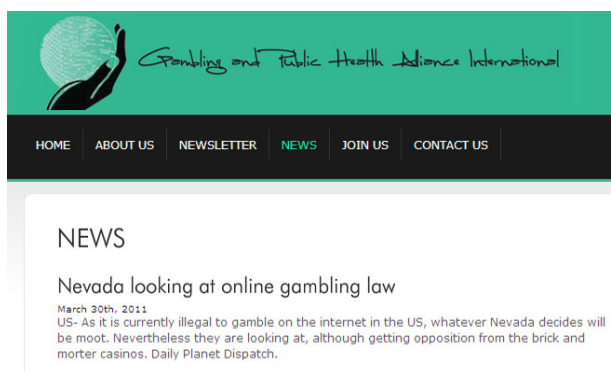 Gambling and Public Health Alliance International
HOME ABOUT US NEWSLETTER NEWS JOIN US CONTACT US
NEWS
Nevada looking at online gambling law
March 30th, 2011
US- As it is currently illegal to gamble on the internet in the US, whatever Nevada decides will
be moot. Nevertheless they are looking at, although getting opposition from the brick and
morter casinos. Daily Planet Dispatch.